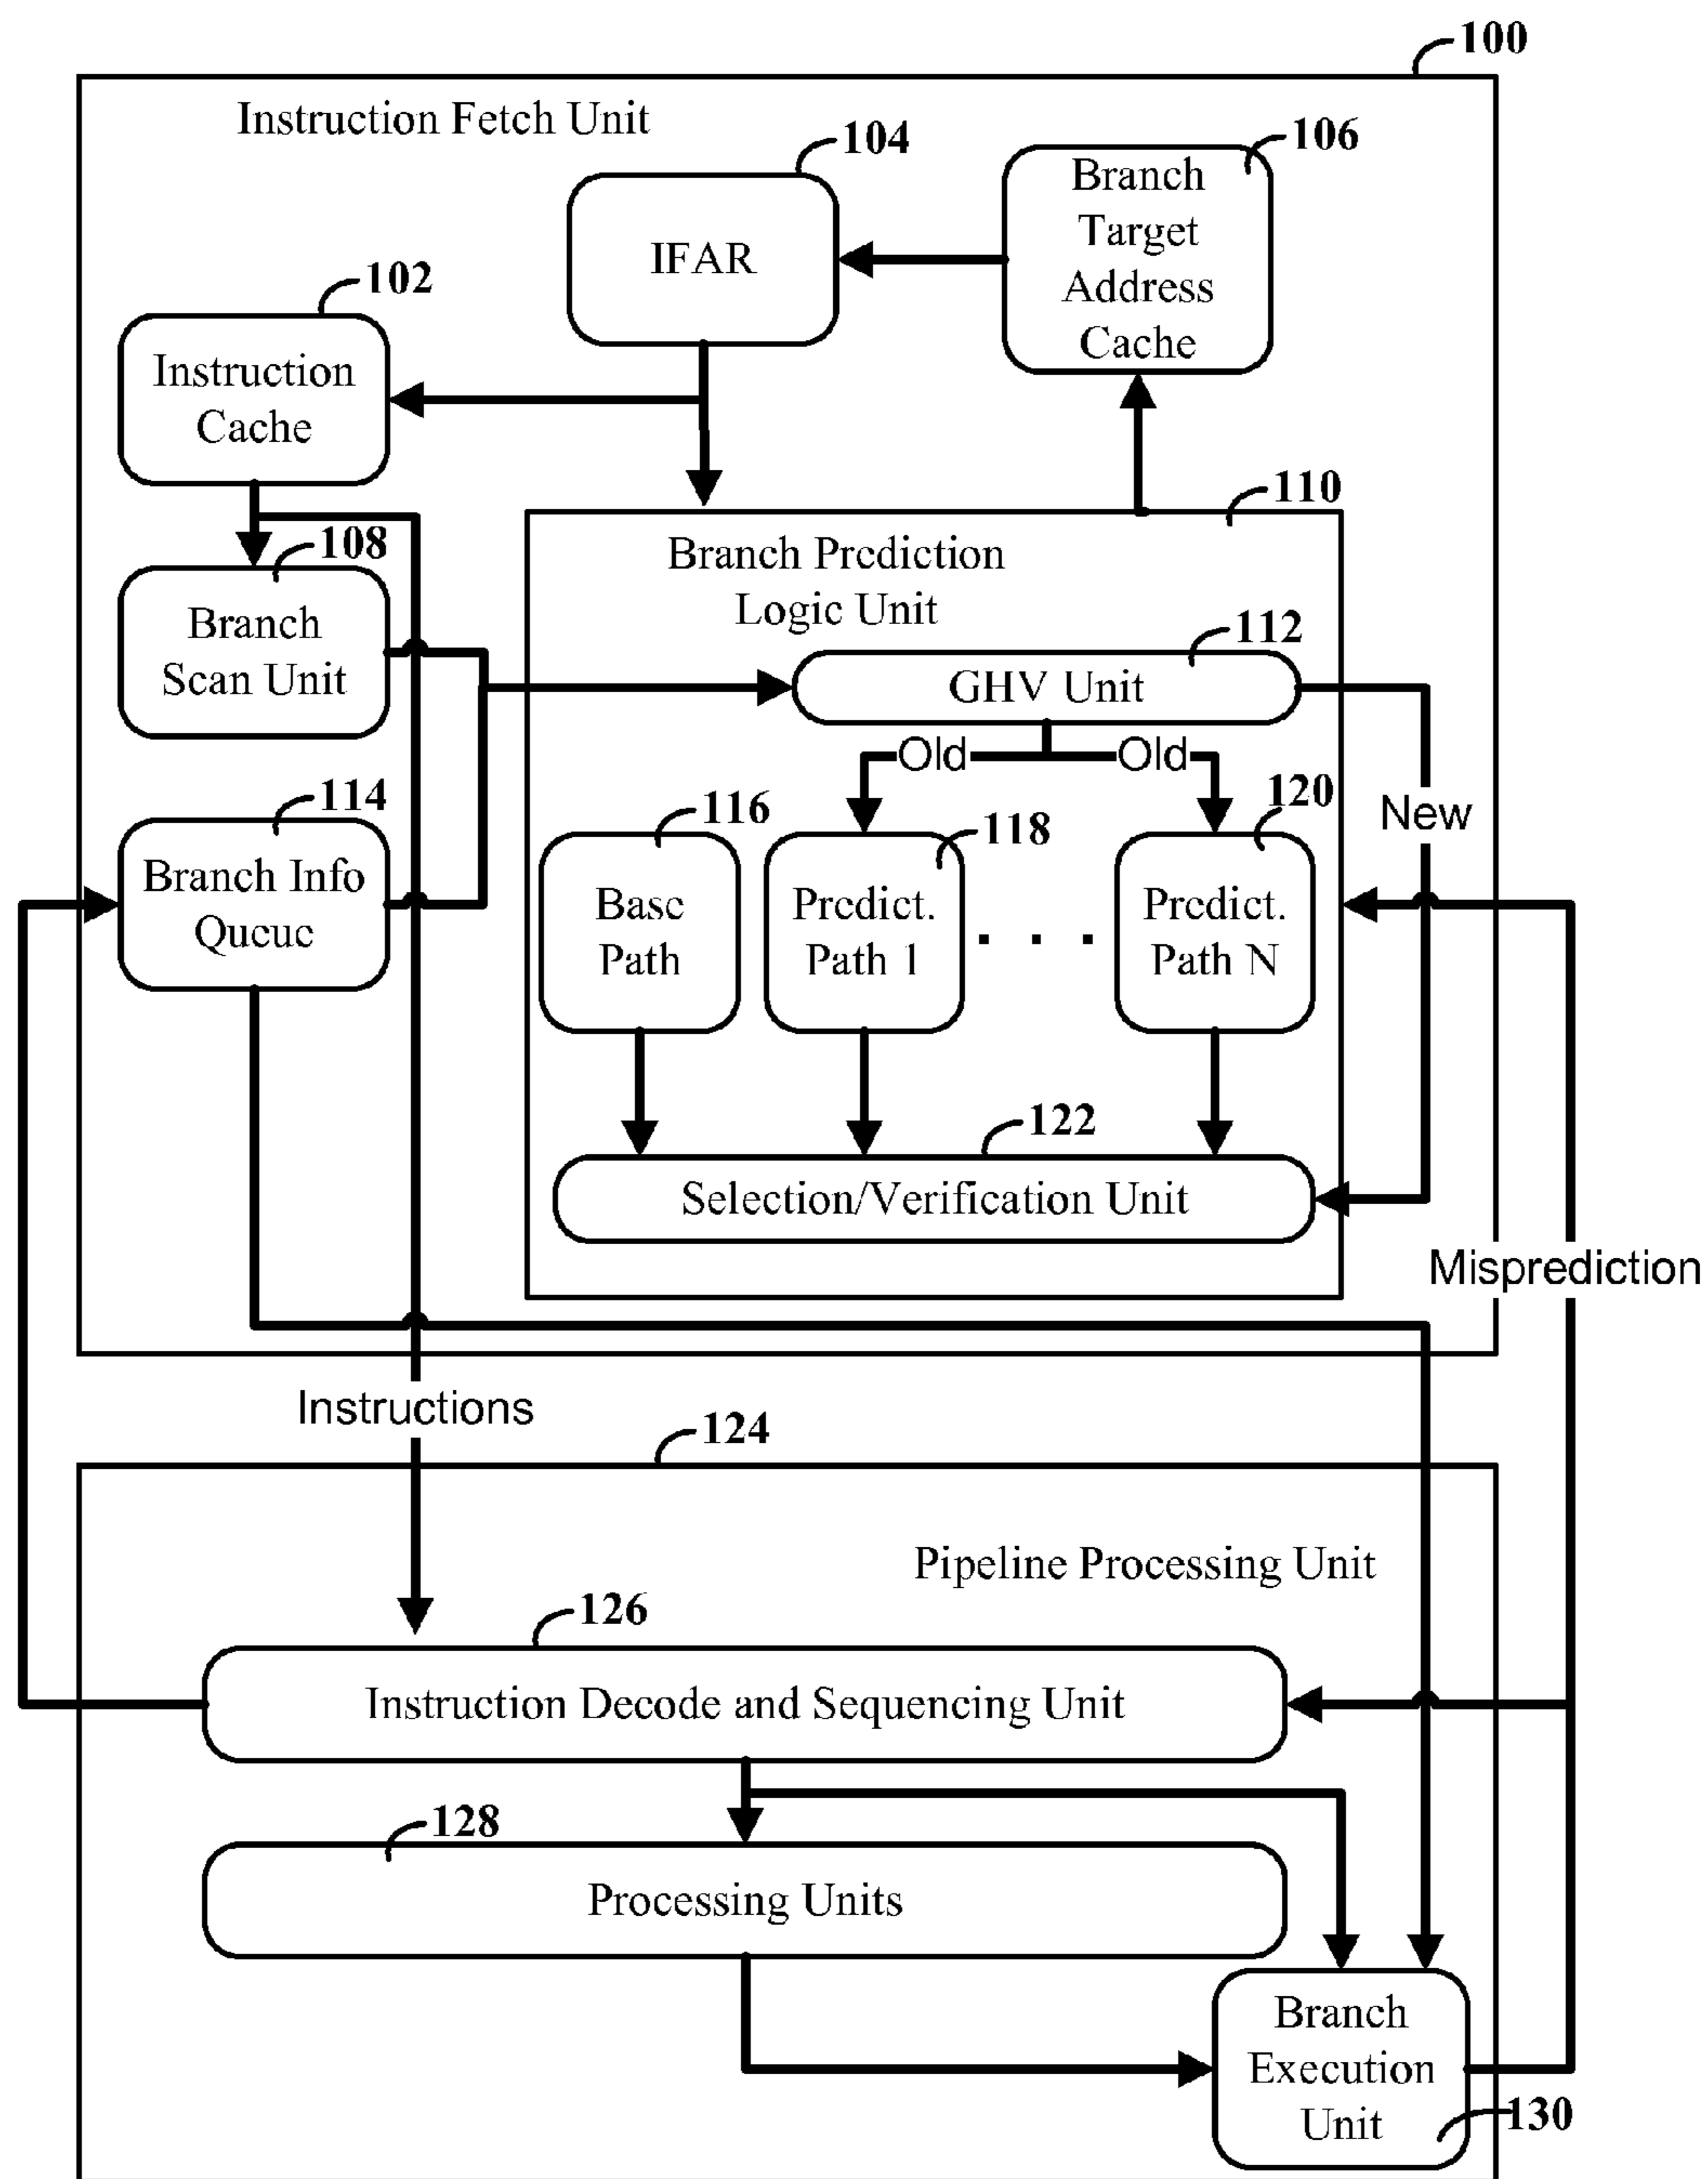 100
Instruction Fetch Unit
104
106
Branch
Target
Address
Cache
IFAR
102
Instruction
Cache
110
108
Branch Prediction
Logic Unit
Branch
Scan Unit
112
GHV Unit
Old
Old
114
116
118
120
New
Branch Info
Queue
Base
Path
Predict.
Path 1
. . .
Predict.
Path N
122
Selection/Verification Unit
Misprediction
Instructions
124
Pipeline Processing Unit
126
Instruction Decode and Sequencing Unit
128
Processing Units
Branch
Execution
Unit
130